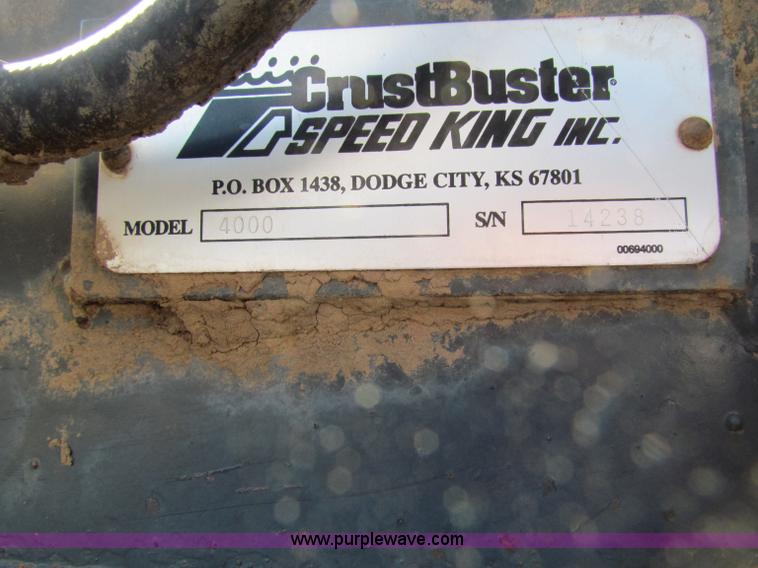 CrustBuster®
SPEED KING INC.
P.O. BOX 1438, DODGE CITY, KS 67801
MODEL 4000 S/N 14238
00694000
www.purplewave.com